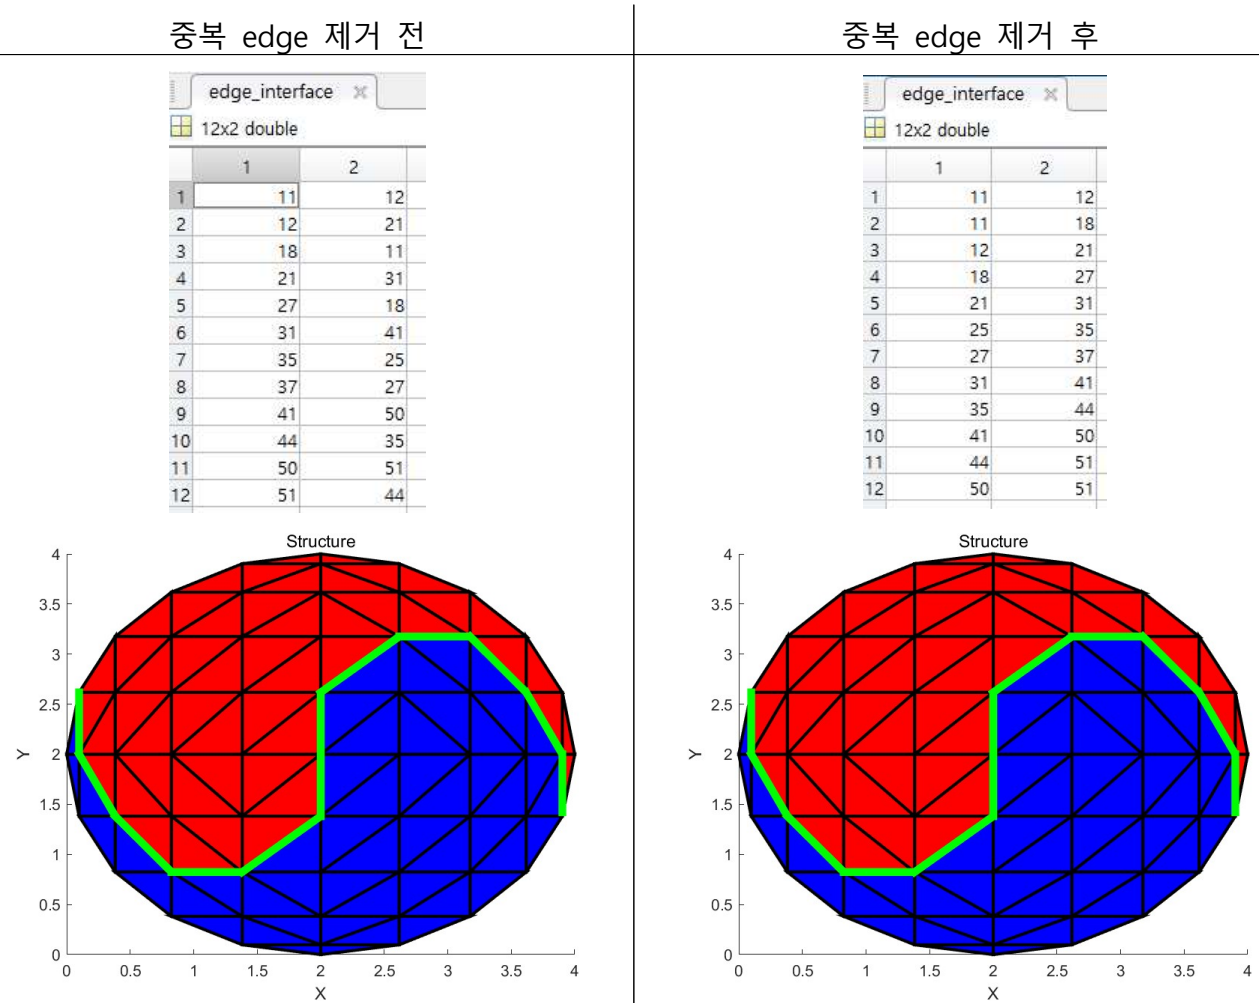 중복 edge 제거 전
edge_interface
12x2 double
1 2
1 11 12
2 12 21
3 18 11
4 21 31
5 27 18
6 31 41
7 35 25
8 37 27
9 41 50
10 44 35
11 50 51
12 51 44
Structure
4
3.5
3
2.5
2
1.5
1
0.5
0
Y
0 0.5 1 1.5 2 2.5 3 3.5 4
X
중복 edge 제거 후
edge_interface
12x2 double
1 2
1 11 12
2 11 18
3 12 21
4 18 27
5 21 31
6 25 35
7 27 37
8 31 41
9 35 44
10 41 50
11 44 51
12 50 51
Structure
4
3.5
3
2.5
2
1.5
1
0.5
0
Y
0 0.5 1 1.5 2 2.5 3 3.5 4
X